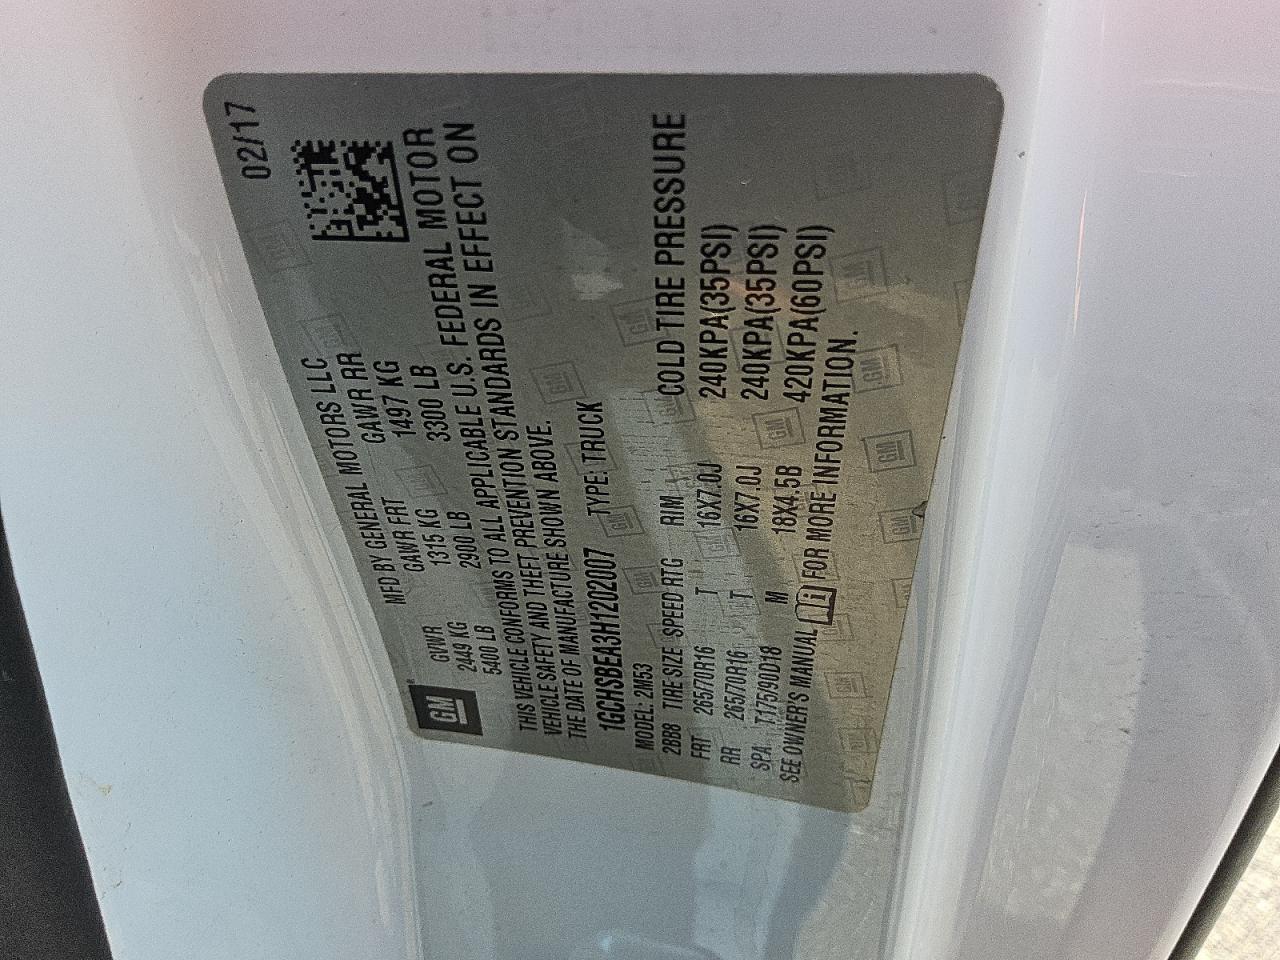 02/17
MFD BY GENERAL MOTORS LLC
GVWR GAWR FRT GAWR RR
2449 KG 1315 KG 1497 KG
5400 LB 2900 LB 3300 LB
GM
THIS VEHICLE CONFORMS TO ALL APPLICABLE U.S. FEDERAL MOTOR
VEHICLE SAFETY AND THEFT PREVENTION STANDARDS IN EFFECT ON
THE DATE OF MANUFACTURE SHOWN ABOVE.
1GCHSBEA3H1202007 TYPE: TRUCK
MODEL: 2M53
2BB8 TIRE SIZE SPEED RTG RIM COLD TIRE PRESSURE
FRT 265/70R16 T 16X7.0J 240KPA(35PSI)
RR 265/70R16 T 16X7.0J 240KPA(35PSI)
SPA T175/90D18 M 18X4.5B 420KPA(60PSI)
SEE OWNER'S MANUAL i FOR MORE INFORMATION.